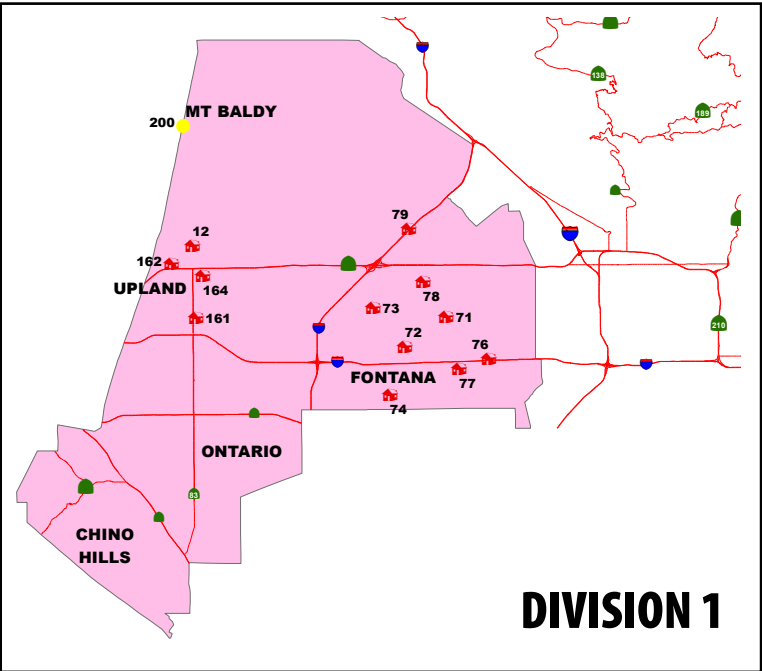 138
189
MT BALDY
200
79
12
162
UPLAND
164
78
73
71
161
210
72
76
FONTANA
77
74
ONTARIO
83
CHINO
HILLS
DIVISION 1